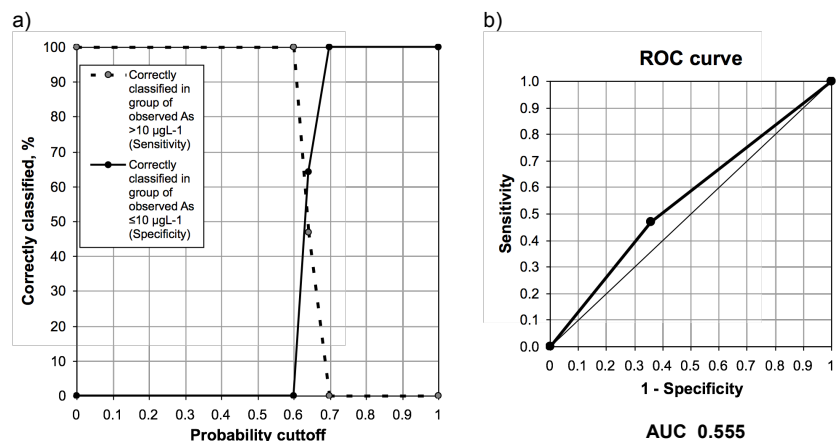 a)
100
90
80
70
60
50
40
30
20
10
0
Correctly classified, %
Correctly
classified in
group of
observed As
>10 µgL-1
(Sensitivity)
Correctly
classified in
group of
observed As
≤10 µgL-1
(Specificity)
0 0.1 0.2 0.3 0.4 0.5 0.6 0.7 0.8 0.9 1
Probability cuttoff
b)
ROC curve
1.0
0.9
0.8
0.7
0.6
0.5
0.4
0.3
0.2
0.1
0.0
Sensitivity
0 0.1 0.2 0.3 0.4 0.5 0.6 0.7 0.8 0.9 1
1 - Specificity
AUC 0.555